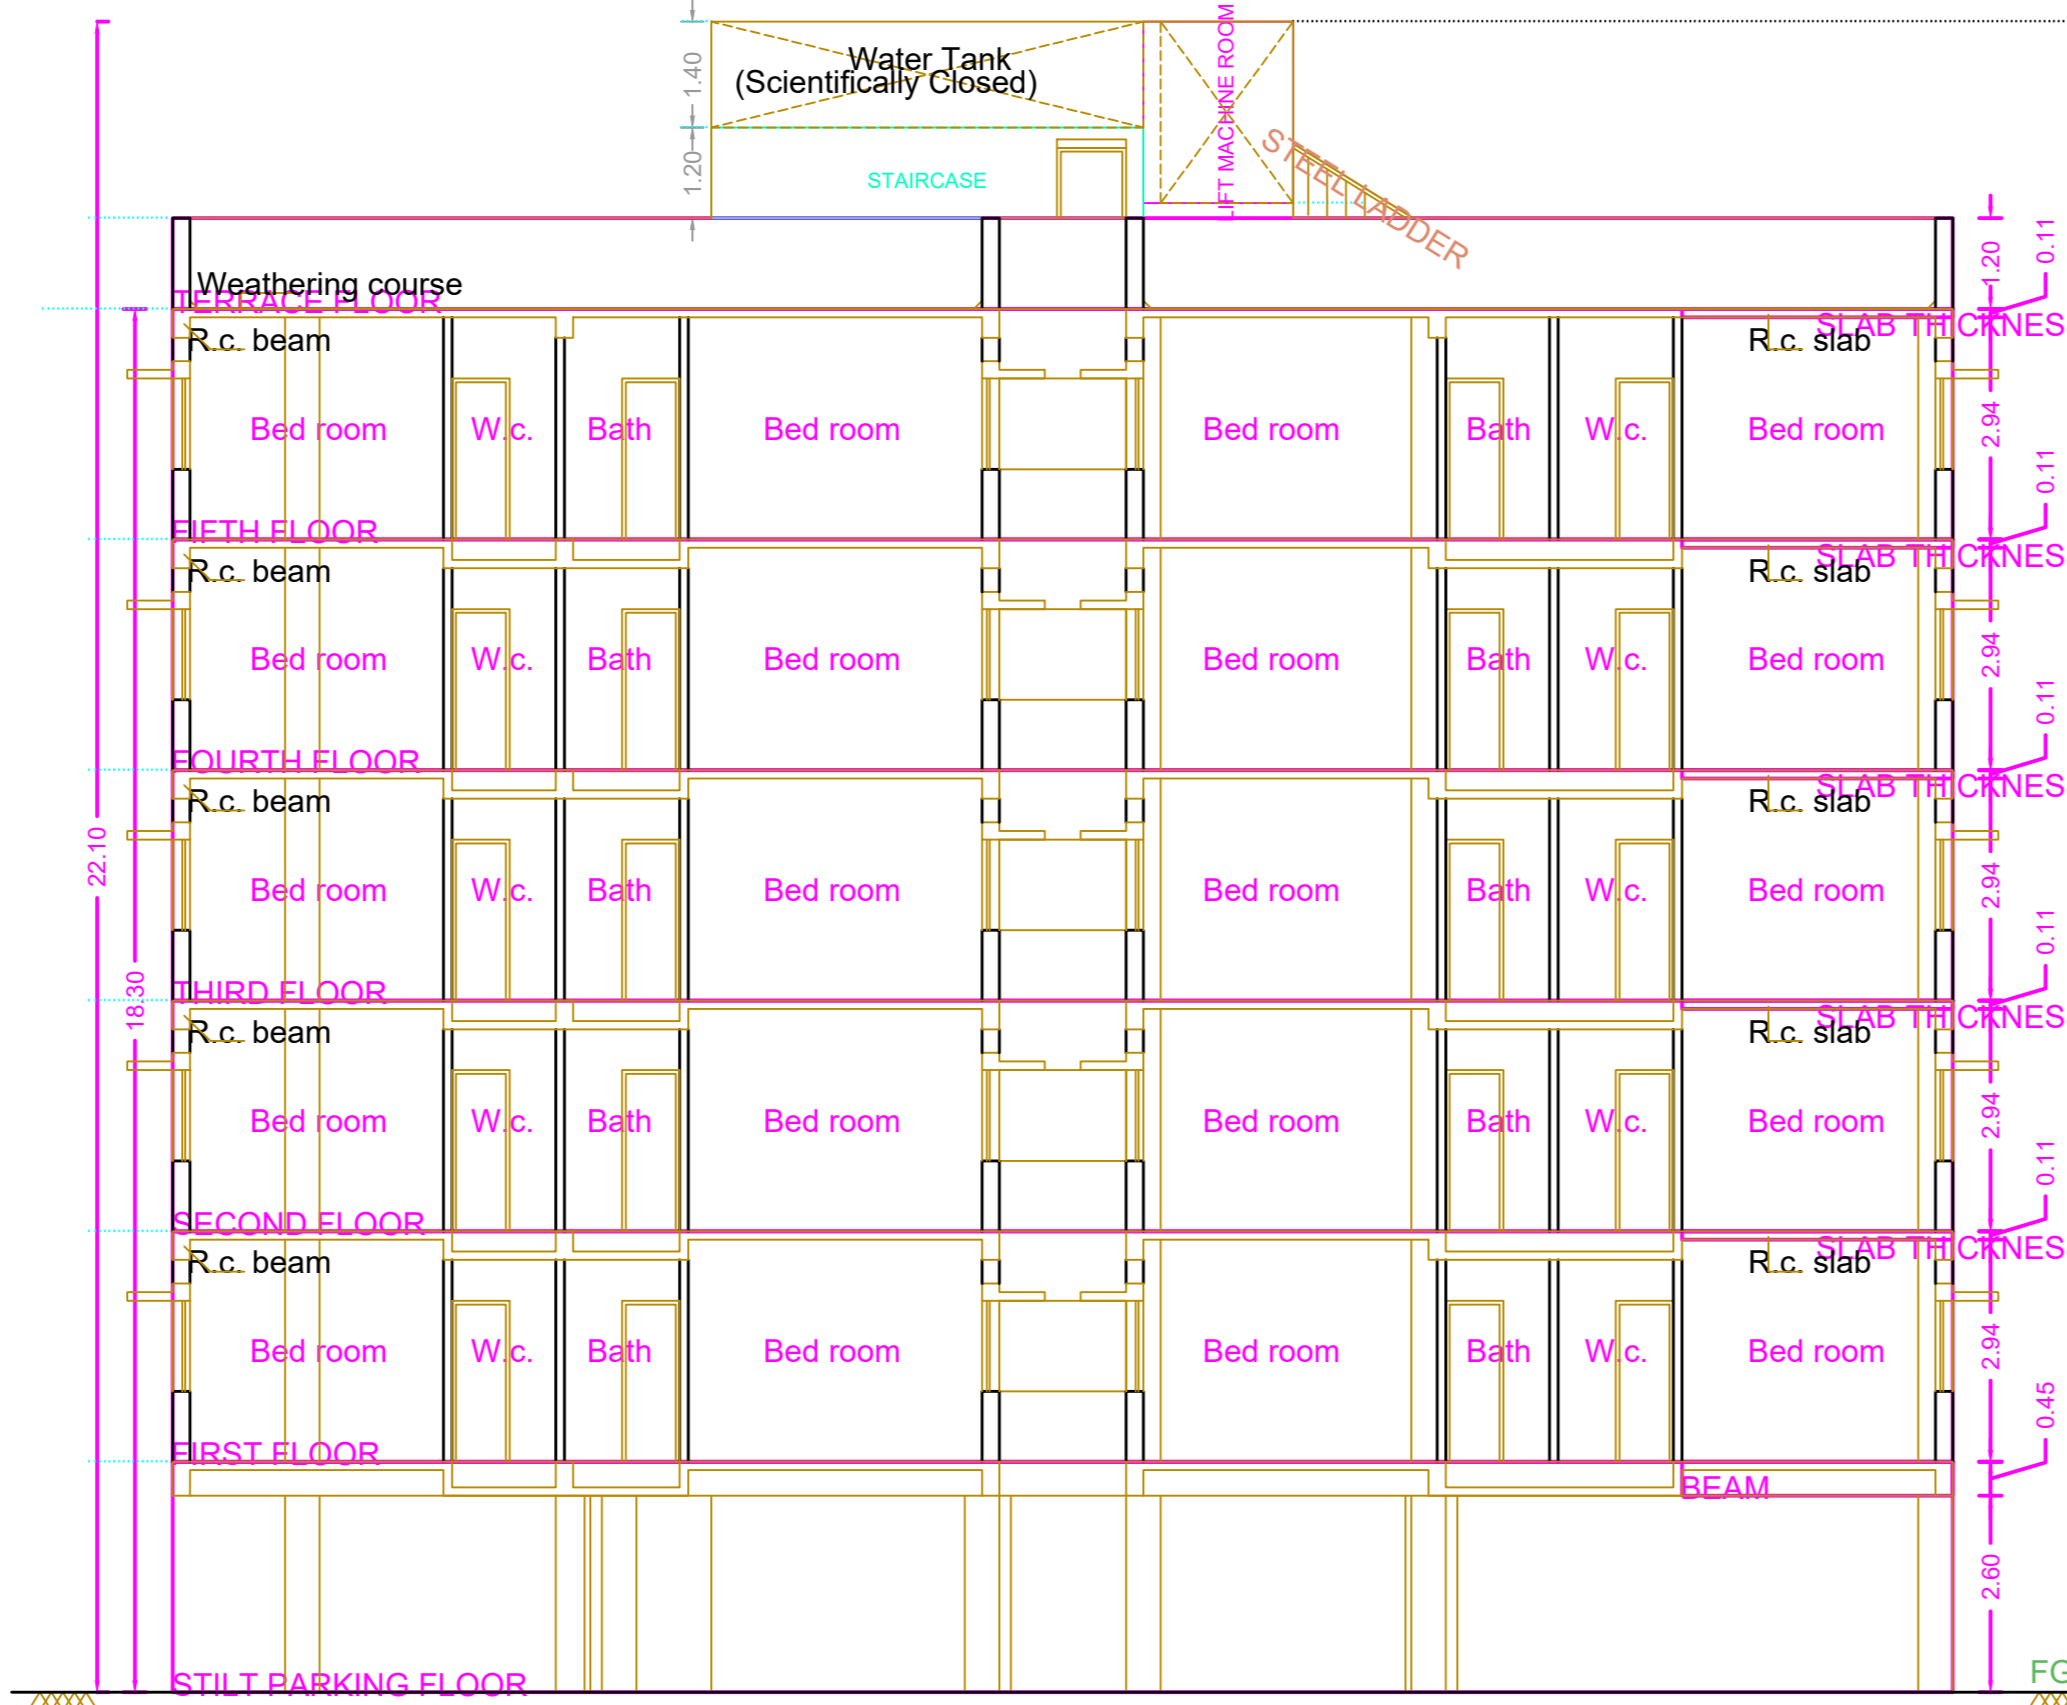 1.40
Water Tank
(Scientifically Closed)
LIFT MACHINE ROOM
1.20
STAIRCASE
STEEL LADDER
Weathering course
TERRACE FLOOR
1.20
0.11
R.c. beam
R.c. slab
SLAB THICKNES
Bed room W.c. Bath Bed room Bed room Bath W.c. Bed room
2.94
0.11
FIFTH FLOOR
R.c. beam
R.c. slab
SLAB THICKNES
Bed room W.c. Bath Bed room Bed room Bath W.c. Bed room
2.94
0.11
FOURTH FLOOR
R.c. beam
R.c. slab
SLAB THICKNES
22.10
Bed room W.c. Bath Bed room Bed room Bath W.c. Bed room
2.94
0.11
18.30
THIRD FLOOR
R.c. beam
R.c. slab
SLAB THICKNES
Bed room W.c. Bath Bed room Bed room Bath W.c. Bed room
2.94
0.11
SECOND FLOOR
R.c. beam
R.c. slab
SLAB THICKNES
Bed room W.c. Bath Bed room Bed room Bath W.c. Bed room
2.94
0.45
FIRST FLOOR
BEAM
2.60
STILT PARKING FLOOR
FG